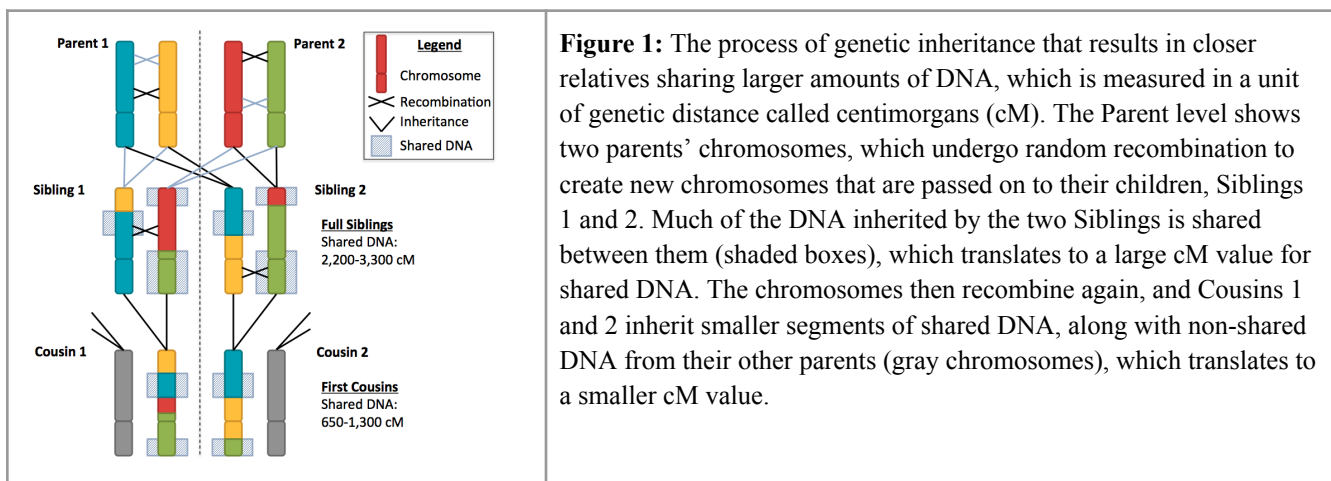 Parent 1
Parent 2
Legend
Chromosome
Recombination
Inheritance
Shared DNA
Sibling 1
Sibling 2
Full Siblings
Shared DNA:
2,200-3,300 cM
Cousin 1
Cousin 2
First Cousins
Shared DNA:
650-1,300 cM
Figure 1: The process of genetic inheritance that results in closer
relatives sharing larger amounts of DNA, which is measured in a unit
of genetic distance called centimorgans (cM). The Parent level shows
two parents’ chromosomes, which undergo random recombination to
create new chromosomes that are passed on to their children, Siblings
1 and 2. Much of the DNA inherited by the two Siblings is shared
between them (shaded boxes), which translates to a large cM value for
shared DNA. The chromosomes then recombine again, and Cousins 1
and 2 inherit smaller segments of shared DNA, along with non-shared
DNA from their other parents (gray chromosomes), which translates to
a smaller cM value.